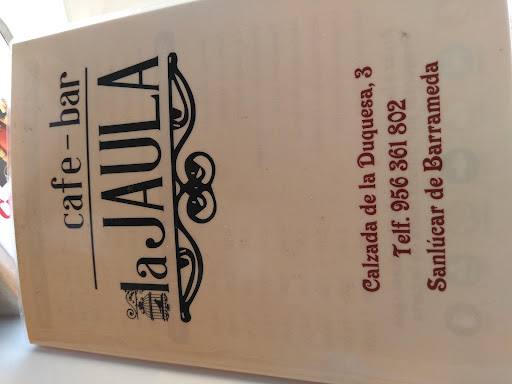 cafe-bar
la JAULA
Calzada de la Duquesa, 3
Telf. 956 361 802
Sanlúcar de Barrameda